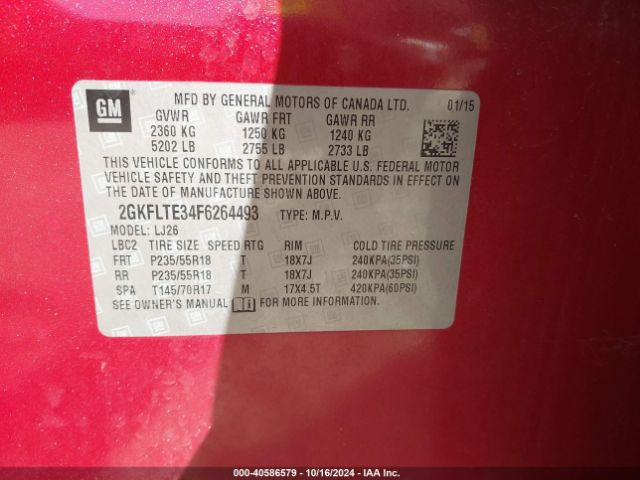 GM
MFD BY GENERAL MOTORS OF CANADA LTD. 01/15
GVWR GAWR FRT GAWR RR
2360 KG 1250 KG 1240 KG
5202 LB 2755 LB 2733 LB
THIS VEHICLE CONFORMS TO ALL APPLICABLE U.S. FEDERAL MOTOR
VEHICLE SAFETY AND THEFT PREVENTION STANDARDS IN EFFECT ON
THE DATE OF MANUFACTURE SHOWN ABOVE.
2GKFLTE34F6264493 TYPE: M.P.V.
MODEL: LJ26
LBC2 TIRE SIZE SPEED RTG RIM COLD TIRE PRESSURE
FRT P235/55R18 T 18X7J 240KPA(35PSI)
RR P235/55R18 T 18X7J 240KPA(35PSI)
SPA T145/70R17 M 17X4.5T 420KPA(60PSI)
SEE OWNER'S MANUAL FOR MORE INFORMATION
000-40586579 - 10/16/2024 - IAA Inc.